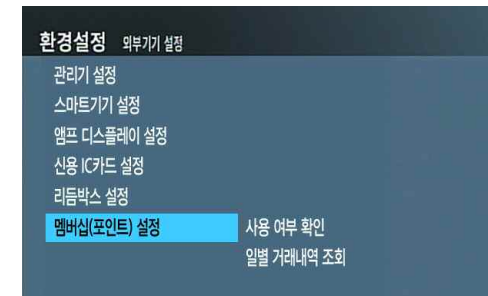 환경설정 외부기기 설정
관리기 설정
스마트기기 설정
앰프 디스플레이 설정
신용 IC카드 설정
리듬박스 설정
멤버십(포인트) 설정 사용 여부 확인
일별 거래내역 조회